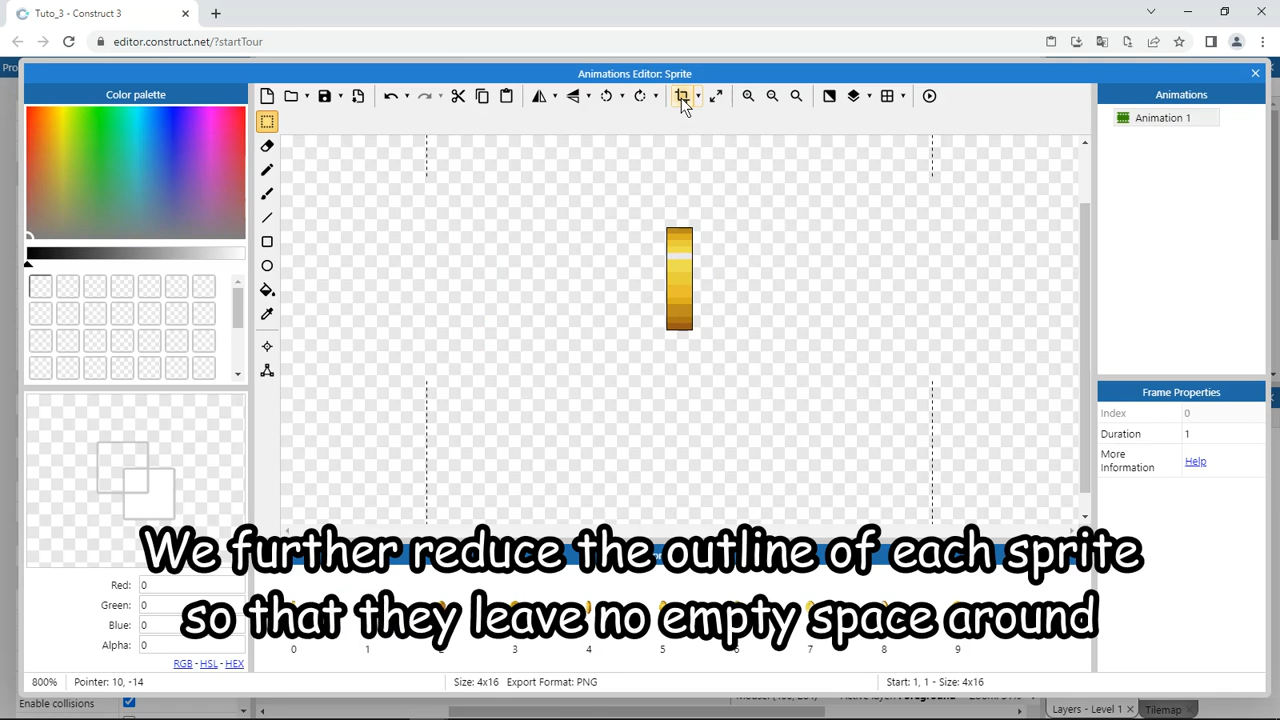 Tuto_3 - Construct 3
editor.construct.net/?startTour
Animations Editor: Sprite
Color palette
Animations
Animation 1
Frame Properties
Index 0
Duration 1
More Information Help
We further reduce the outline of each sprite
so that they leave no empty space around
Red: 0
Green: 0
Blue: 0
Alpha: 0
RGB - HSL - HEX
0 1 2 3 4 5 6 7 8 9
800% Pointer: 10, -14 Size: 4x16 Export Format: PNG Start: 1, 1 - Size: 4x16
Enable collisions
Layers - Level 1
Tilemap